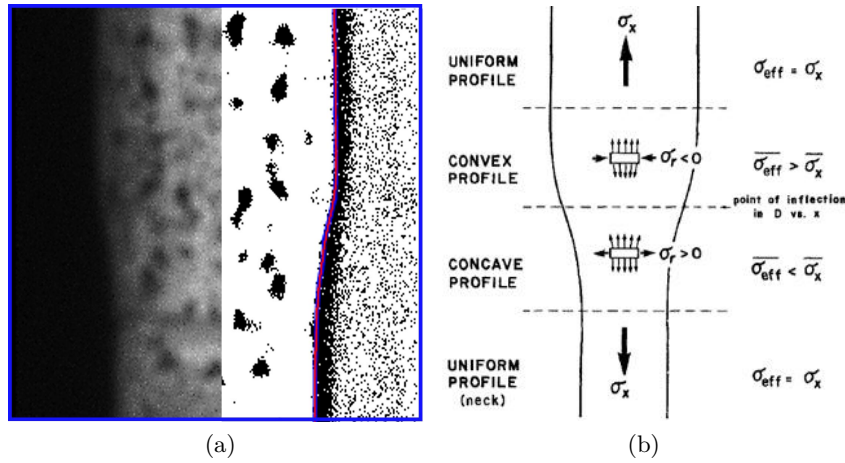 σx
UNIFORM
PROFILE
σeff = σx
CONVEX
PROFILE
σr < 0
σeff > σx
point of inflection
in D vs. x
CONCAVE
PROFILE
σr > 0
σeff < σx
UNIFORM
PROFILE
(neck)
σx
σeff = σx
(a)
(b)